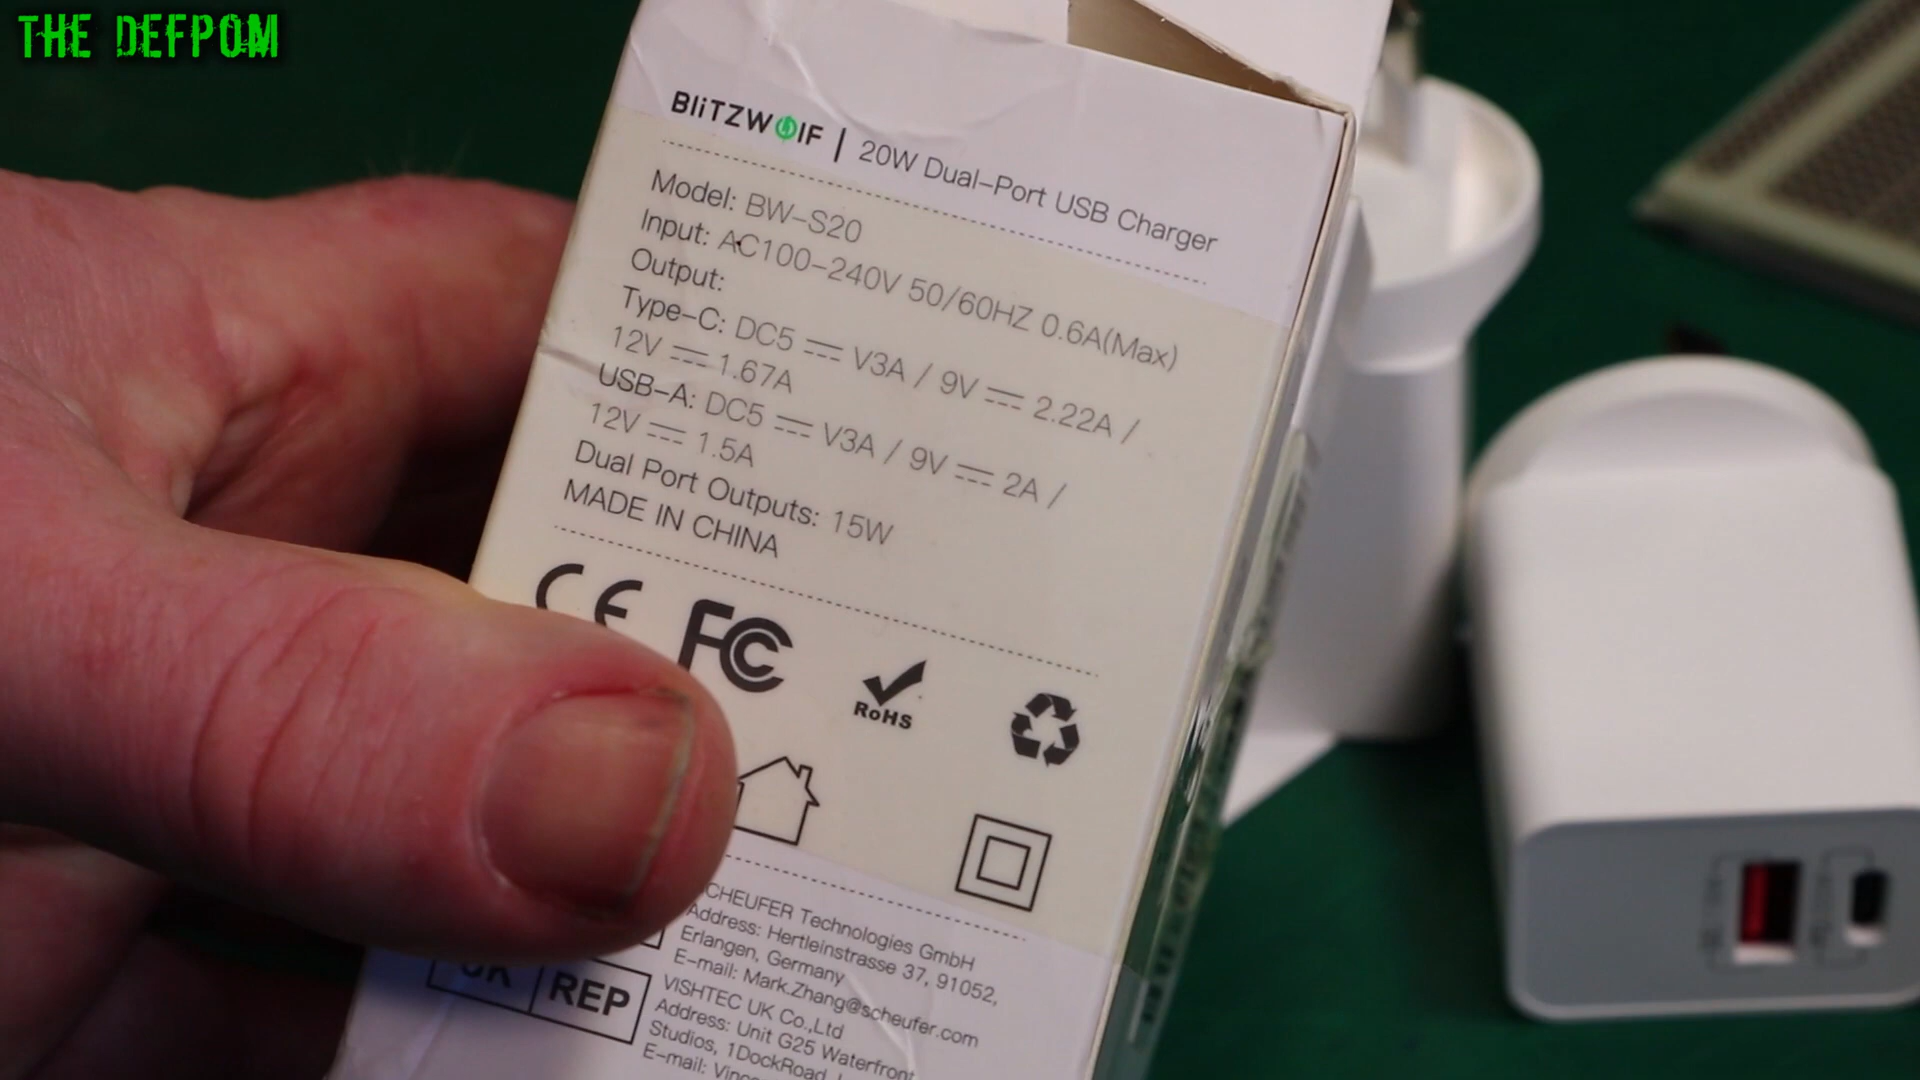 THE DEFPOM
BLiTZWOLF | 20W Dual-Port USB Charger
Model: BW-S20
Input: AC100-240V 50/60HZ 0.6A(Max)
Output:
Type-C: DC5 ⎓ V3A / 9V ⎓ 2.22A /
12V ⎓ 1.67A
USB-A: DC5 ⎓ V3A / 9V ⎓ 2A /
12V ⎓ 1.5A
Dual Port Outputs: 15W
MADE IN CHINA
CE FC RoHS
CHEUFER Technologies GmbH
Address: Hertleinstrasse 37, 91052,
Erlangen, Germany
E-mail: Mark.Zhang@scheufer.com
UK REP
VISHTEC UK Co.,Ltd
Address: Unit G25 Waterfront
Studios, 1DockRoad,
E-mail: